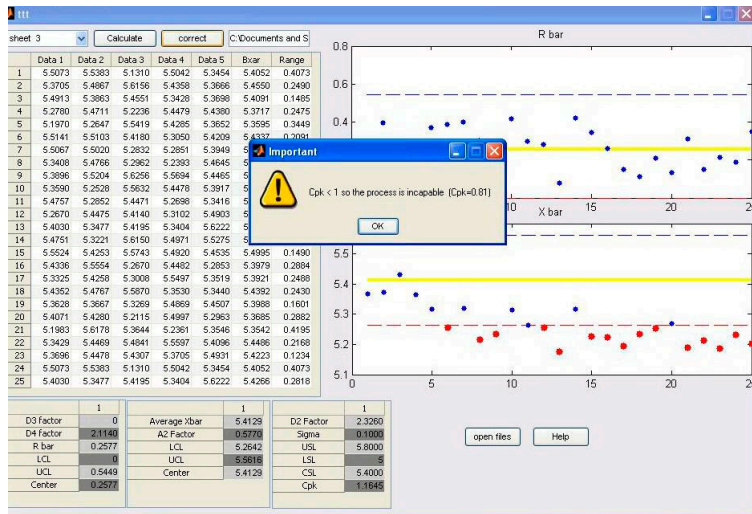 ttt
sheet 3 Calculate correct C:\Documents and S
Data 1 Data 2 Data 3 Data 4 Data 5 Bxar Range
1 5.5073 5.5383 5.1310 5.5042 5.3454 5.4052 0.4073
2 5.3705 5.4867 5.6156 5.4358 5.3666 5.4550 0.2490
3 5.4913 5.3863 5.4551 5.3428 5.3698 5.4091 0.1485
4 5.2780 5.4711 5.2236 5.4479 5.4380 5.3717 0.2475
5 5.1970 5.2647 5.5419 5.4285 5.3652 5.3595 0.3449
6 5.5141 5.5103 5.4180 5.3050 5.4209 5.4337 0.2091
7 5.5067 5.5020 5.2832 5.2851 5.3949
8 5.3408 5.4766 5.2962 5.2393 5.4645
9 5.3896 5.5204 5.6256 5.5694 5.4465
10 5.3590 5.2528 5.5632 5.4478 5.3917
11 5.4757 5.2852 5.4471 5.2698 5.3416
12 5.2670 5.4475 5.4140 5.3102 5.4903
13 5.4030 5.3477 5.4195 5.3404 5.6222
14 5.4751 5.3221 5.6150 5.4971 5.5275
15 5.5524 5.4253 5.5743 5.4920 5.4535 5.4995 0.1490
16 5.4336 5.5554 5.2670 5.4482 5.2853 5.3979 0.2884
17 5.3325 5.4258 5.3008 5.5497 5.3519 5.3921 0.2488
18 5.4352 5.4767 5.5870 5.3530 5.3440 5.4392 0.2430
19 5.3628 5.3667 5.3269 5.4869 5.4507 5.3988 0.1601
20 5.4071 5.4280 5.2115 5.4997 5.2963 5.3685 0.2882
21 5.1983 5.6178 5.3644 5.2361 5.3546 5.3542 0.4195
22 5.3429 5.4469 5.4841 5.5597 5.4096 5.4486 0.2168
23 5.3696 5.4478 5.4307 5.3705 5.4931 5.4223 0.1234
24 5.5073 5.5383 5.1310 5.5042 5.3454 5.4052 0.4073
25 5.4030 5.3477 5.4195 5.3404 5.6222 5.4266 0.2818
R bar
0.8
0.6
0.4
10 15 20 25
Important
Cpk < 1 so the process is incapable (Cpk=0.81)
OK
X bar
5.5
5.4
5.3
5.2
5.1
0 5 10 15 20 25
1
D3 factor 0
D4 factor 2.1140
R bar 0.2577
LCL 0
UCL 0.5449
Center 0.2577
1
Average Xbar 5.4129
A2 Factor 0.5770
LCL 5.2642
UCL 5.5616
Center 5.4129
1
D2 Factor 2.3260
Sigma 0.1000
USL 5.8000
LSL 5
CSL 5.4000
Cpk 1.1645
open files Help